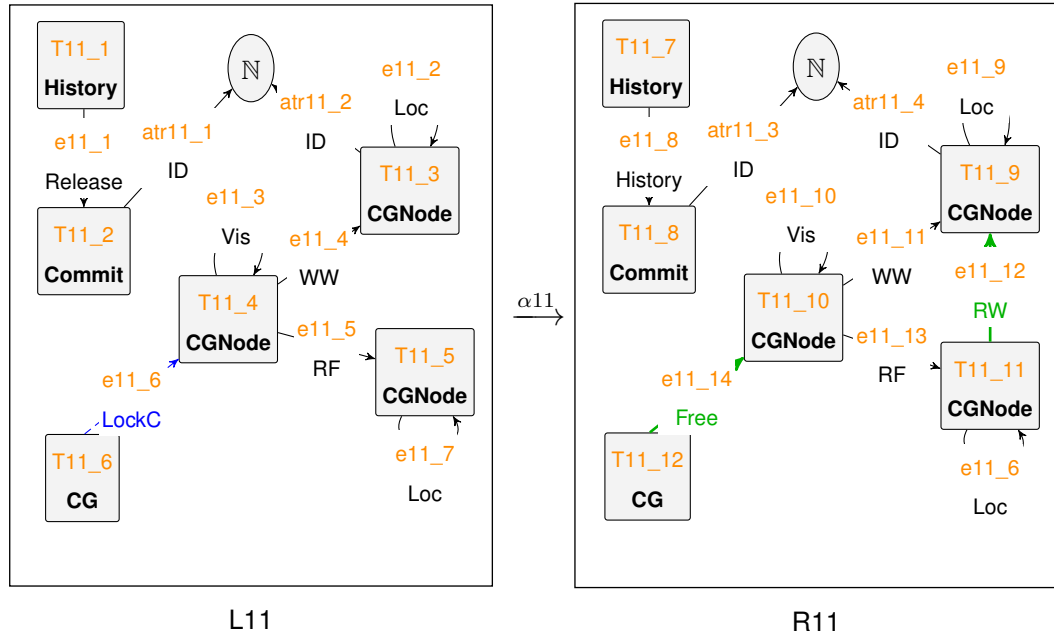 T11_1
History
e11_1
Release
T11_2
Commit
atr11_1
ID
ℕ
atr11_2
ID
e11_2
Loc
T11_3
CGNode
e11_3
Vis
e11_4
WW
T11_4
CGNode
e11_5
RF
T11_5
CGNode
e11_6
LockC
T11_6
CG
e11_7
Loc
L11
α11
T11_7
History
e11_8
History
T11_8
Commit
atr11_3
ID
ℕ
atr11_4
ID
e11_9
Loc
T11_9
CGNode
e11_10
Vis
e11_11
WW
T11_10
CGNode
e11_12
RW
e11_13
RF
T11_11
CGNode
e11_14
Free
T11_12
CG
e11_6
Loc
R11